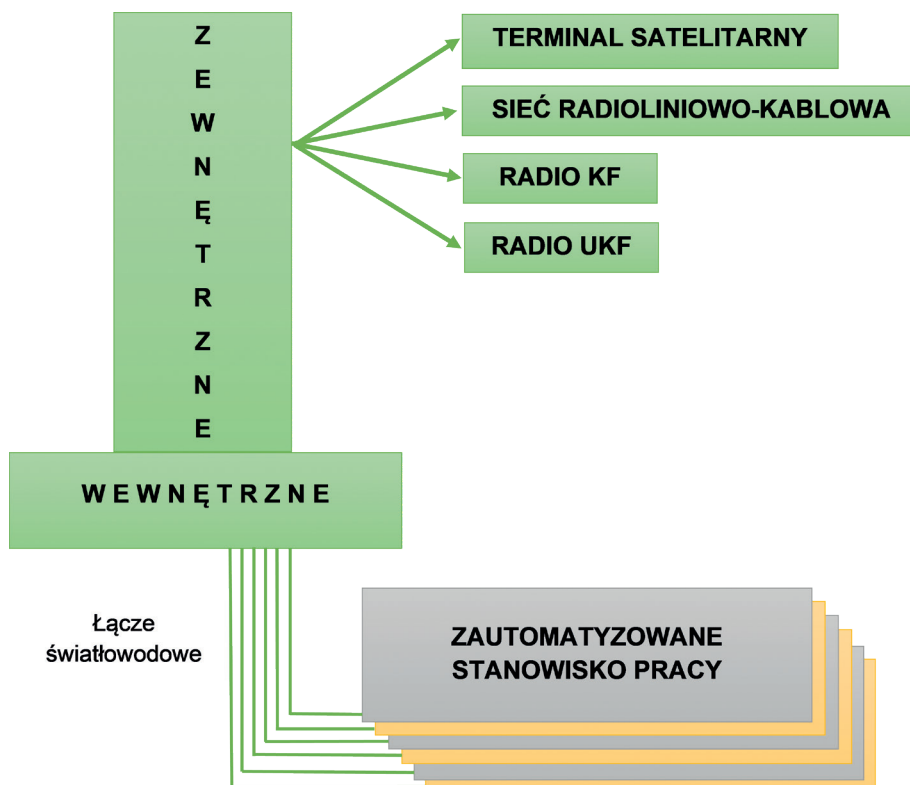 ZEWNĘTRZNE
TERMINAL SATELITARNY
SIEĆ RADIOLINIOWO-KABLOWA
RADIO KF
RADIO UKF
WEWNĘTRZNE
Łącze
światłowodowe
ZAUTOMATYZOWANE
STANOWISKO PRACY